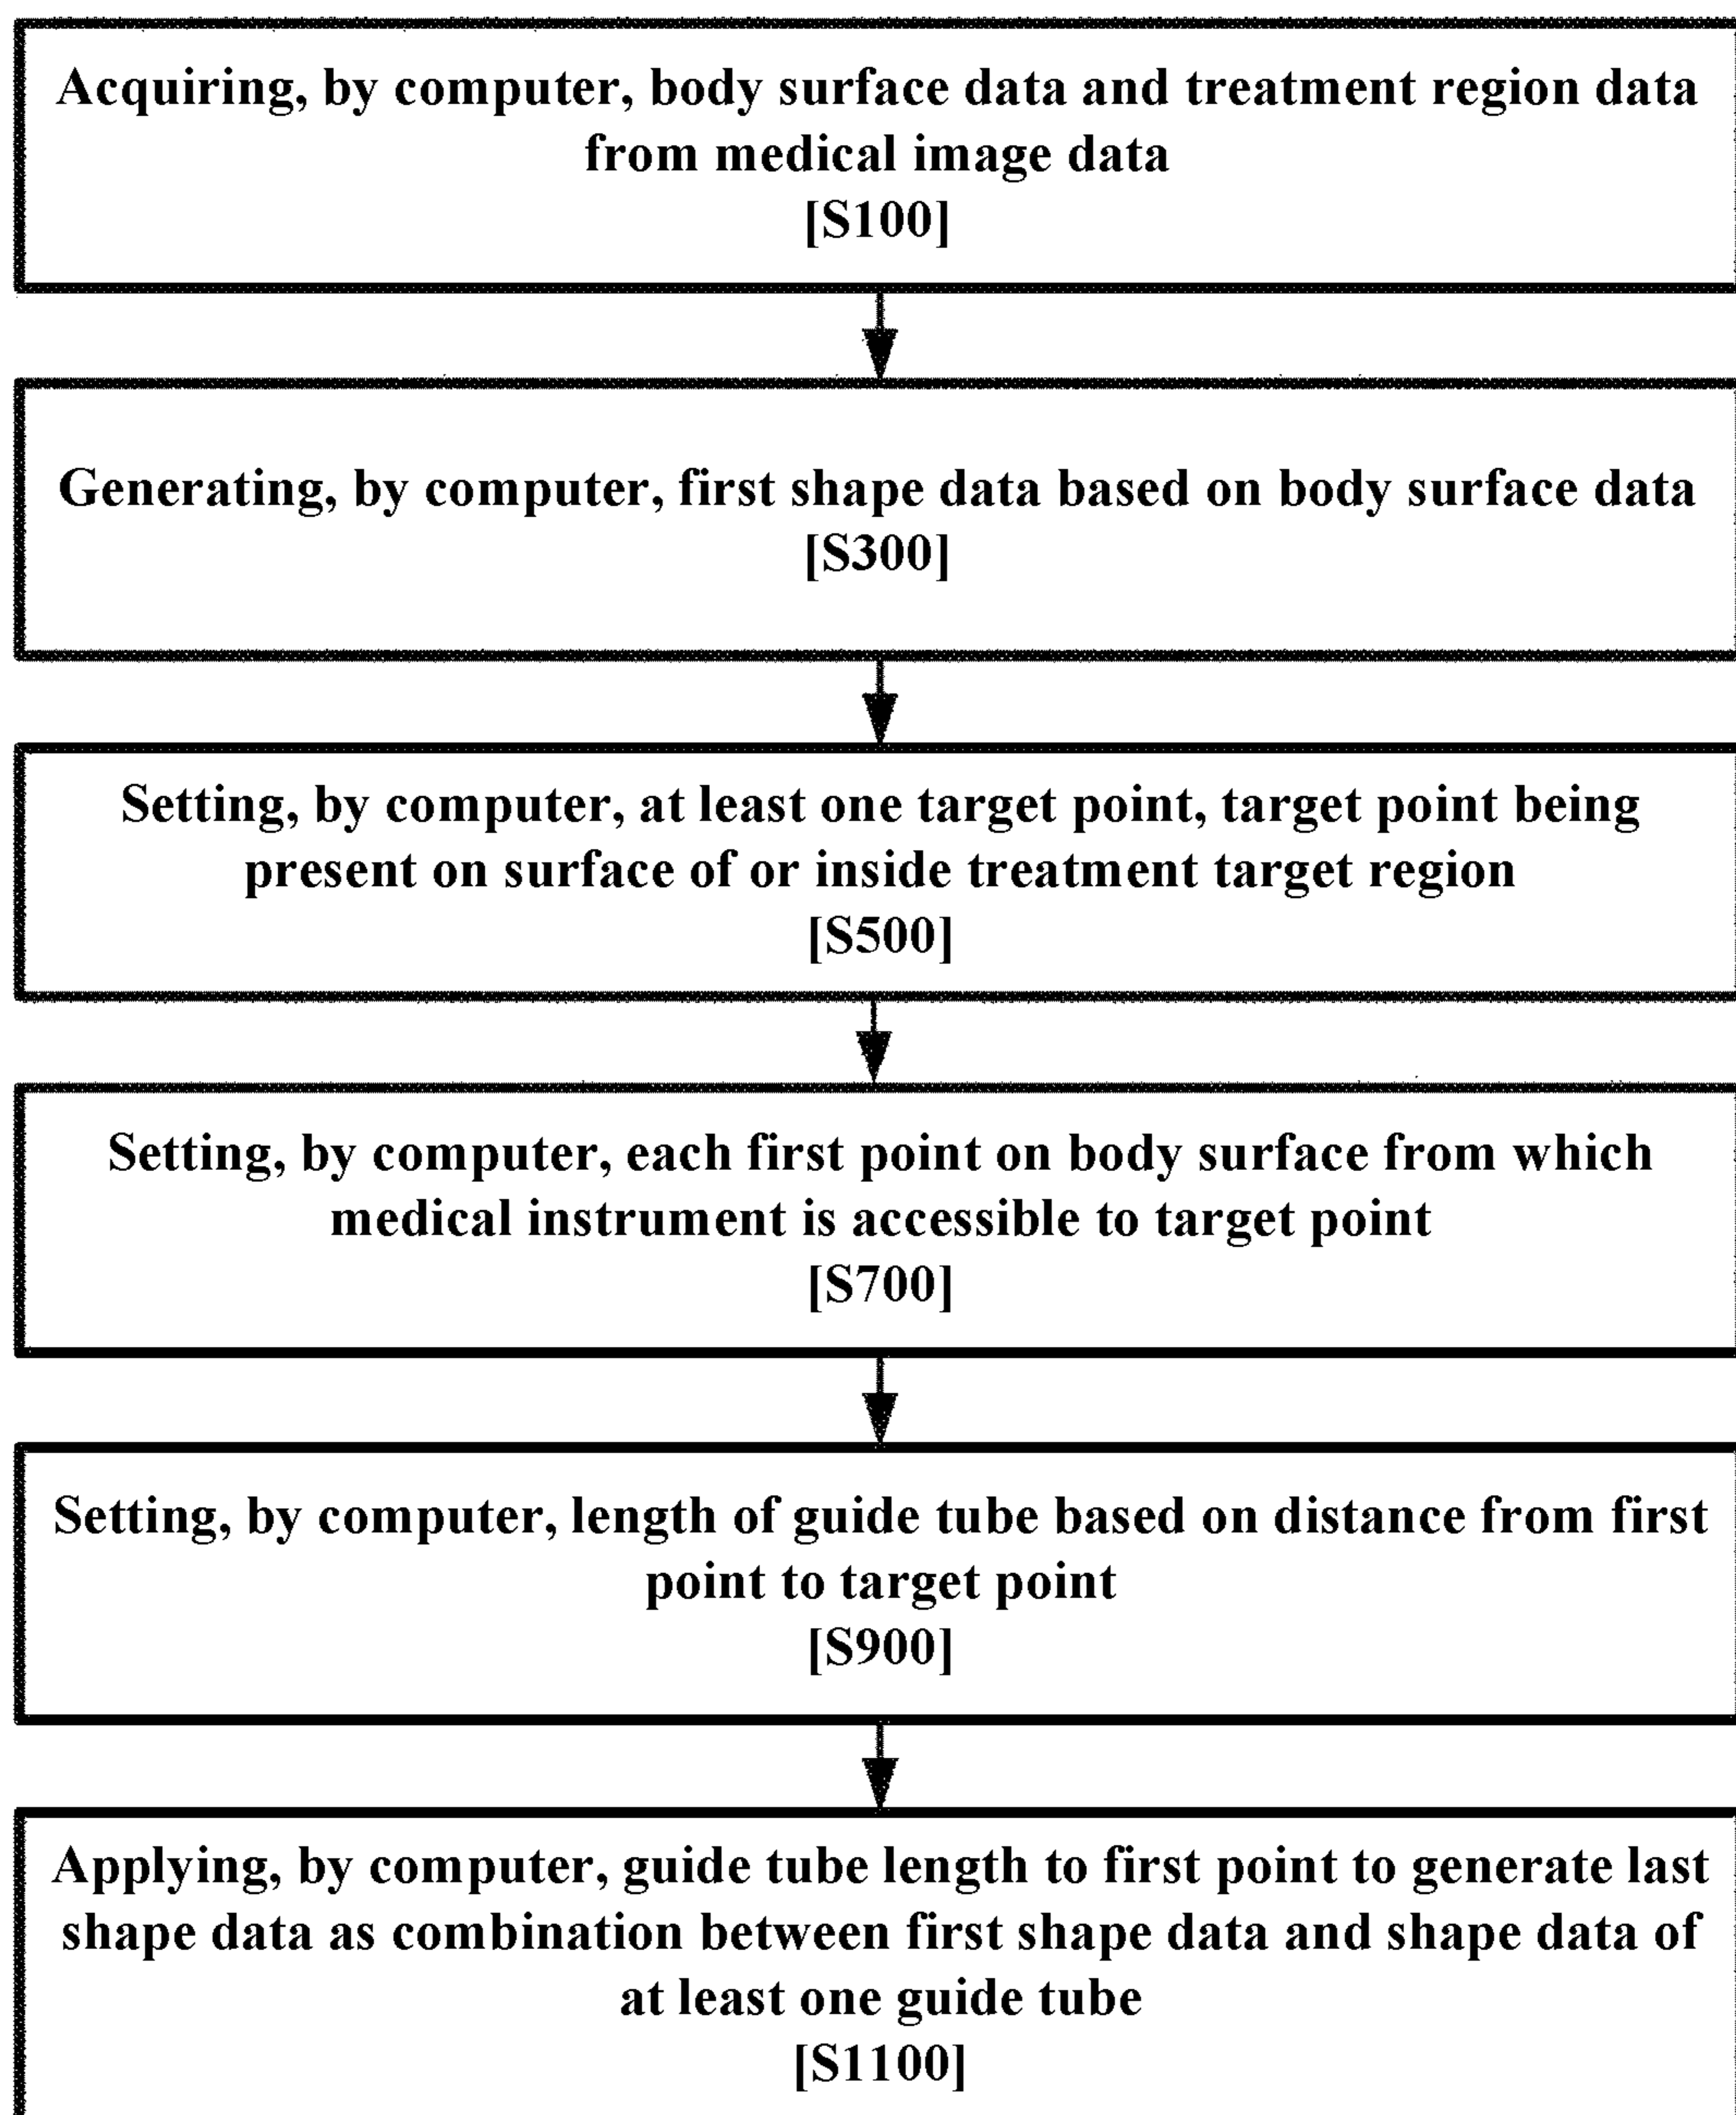 Acquiring, by computer, body surface data and treatment region data
from medical image data
[S100]
Generating, by computer, first shape data based on body surface data
[S300]
Setting, by computer, at least one target point, target point being
present on surface of or inside treatment target region
[S500]
Setting, by computer, each first point on body surface from which
medical instrument is accessible to target point
[S700]
Setting, by computer, length of guide tube based on distance from first
point to target point
[S900]
Applying, by computer, guide tube length to first point to generate last
shape data as combination between first shape data and shape data of
at least one guide tube
[S1100]